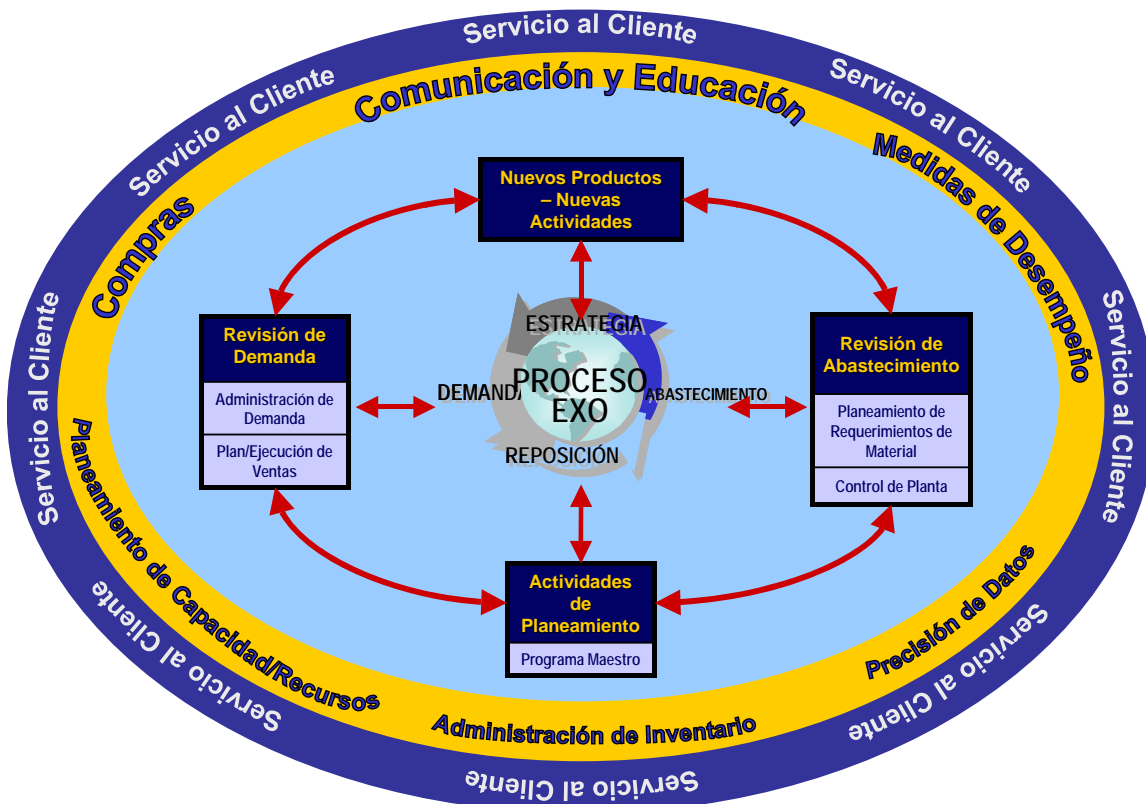 Servicio al Cliente
Servicio al Cliente
Servicio al Cliente
Comunicación y Educación
Medidas de Desempeño
Compras
Nuevos Productos
– Nuevas
Actividades
Servicio al Cliente
Servicio al Cliente
Revisión de
Demanda
Administración de
Demanda
Plan/Ejecución de
Ventas
ESTRATEGIA
DEMANDA
PROCESO
EXO
ABASTECIMIENTO
REPOSICIÓN
Revisión de
Abastecimiento
Planeamiento de
Requerimientos de
Material
Control de Planta
Actividades
de
Planeamiento
Programa Maestro
Planeamiento de Capacidad/Recursos
Precisión de Datos
Administración de Inventario
Servicio al Cliente
Servicio al Cliente
Servicio al Cliente
Servicio al Cliente